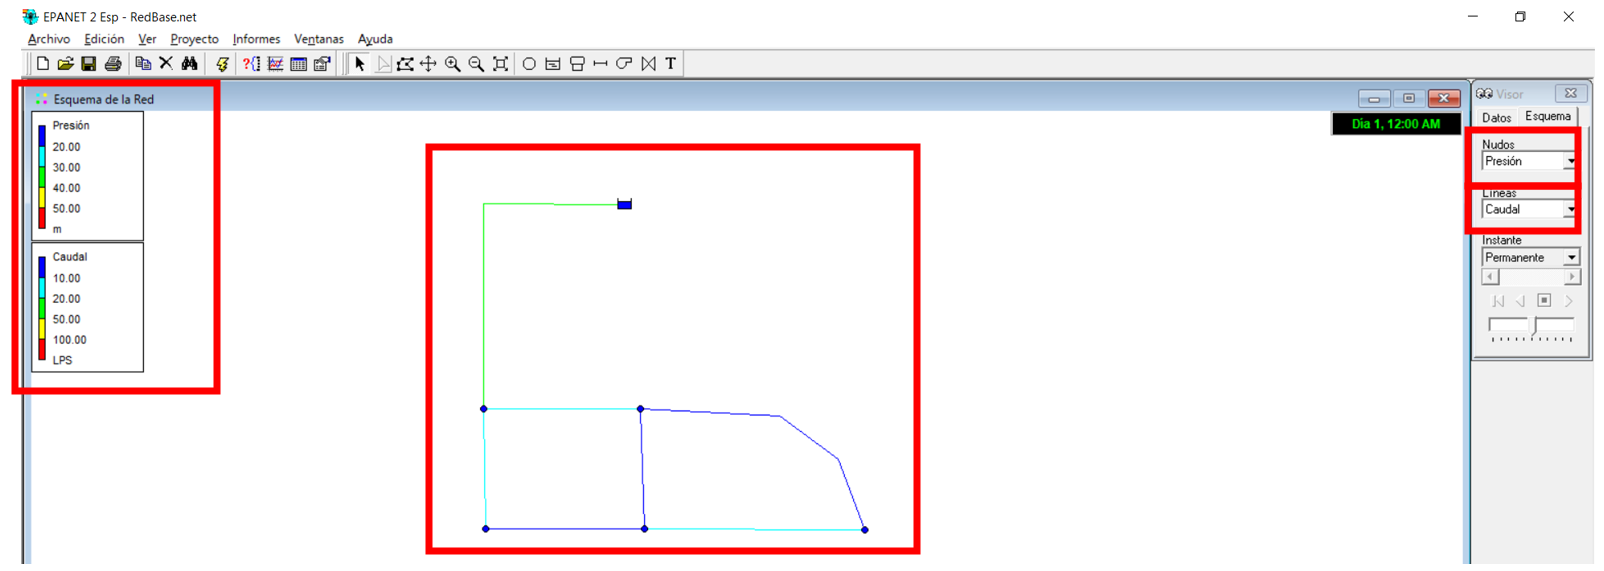 EPANET 2 Esp - RedBase.net
Archivo Edición Ver Proyecto Informes Ventanas Ayuda
T
Esquema de la Red
Presión
20.00
30.00
40.00
50.00
m
Caudal
10.00
20.00
50.00
100.00
LPS
Dia 1, 12:00 AM
Visor
Datos Esquema
Nudos
Presión
Líneas
Caudal
Instante
Permanente